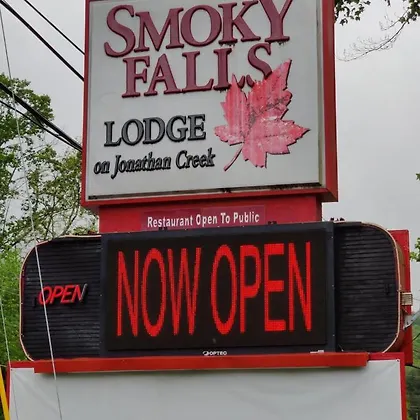 SMOKY
FALLS
LODGE
on Jonathan Creek
Restaurant Open To Public
OPEN
NOW OPEN
OPTEC